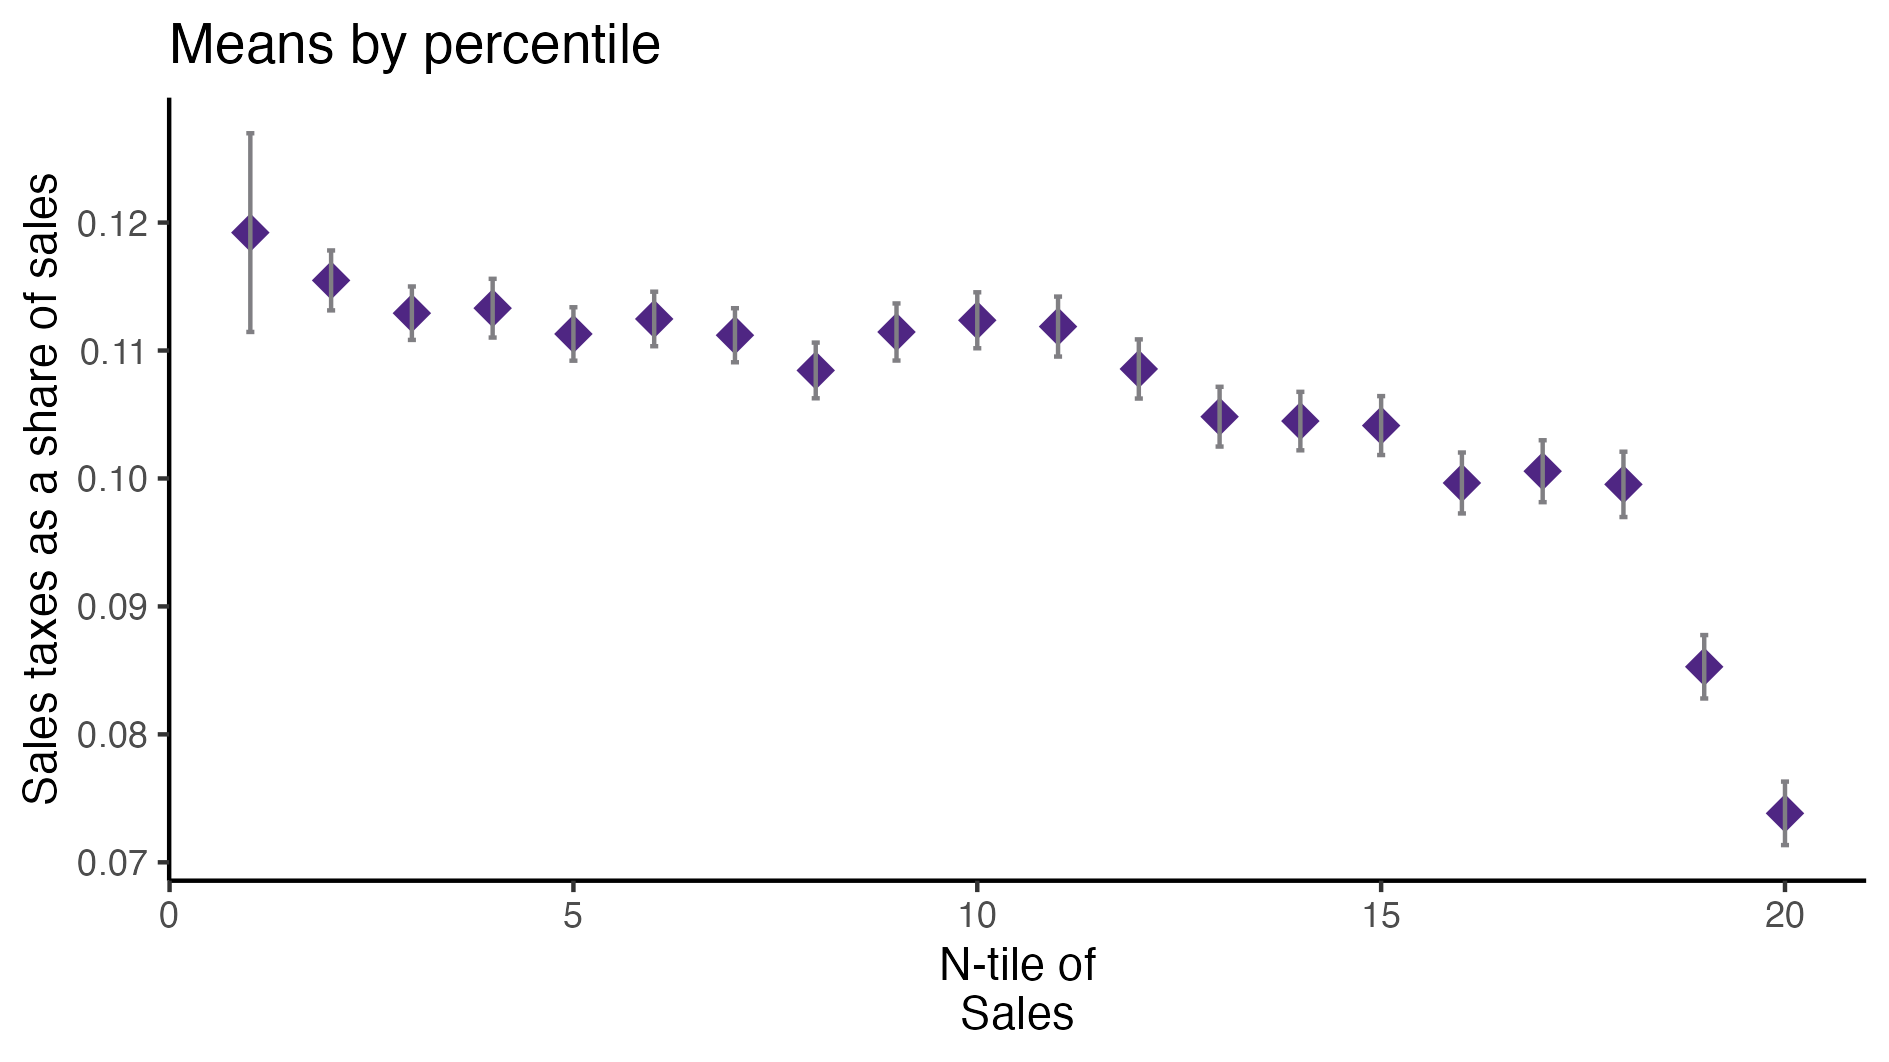 Means by percentile
Sales taxes as a share of sales
0.12
0.11
0.10
0.09
0.08
0.07
0
5
10
15
20
N-tile of
Sales